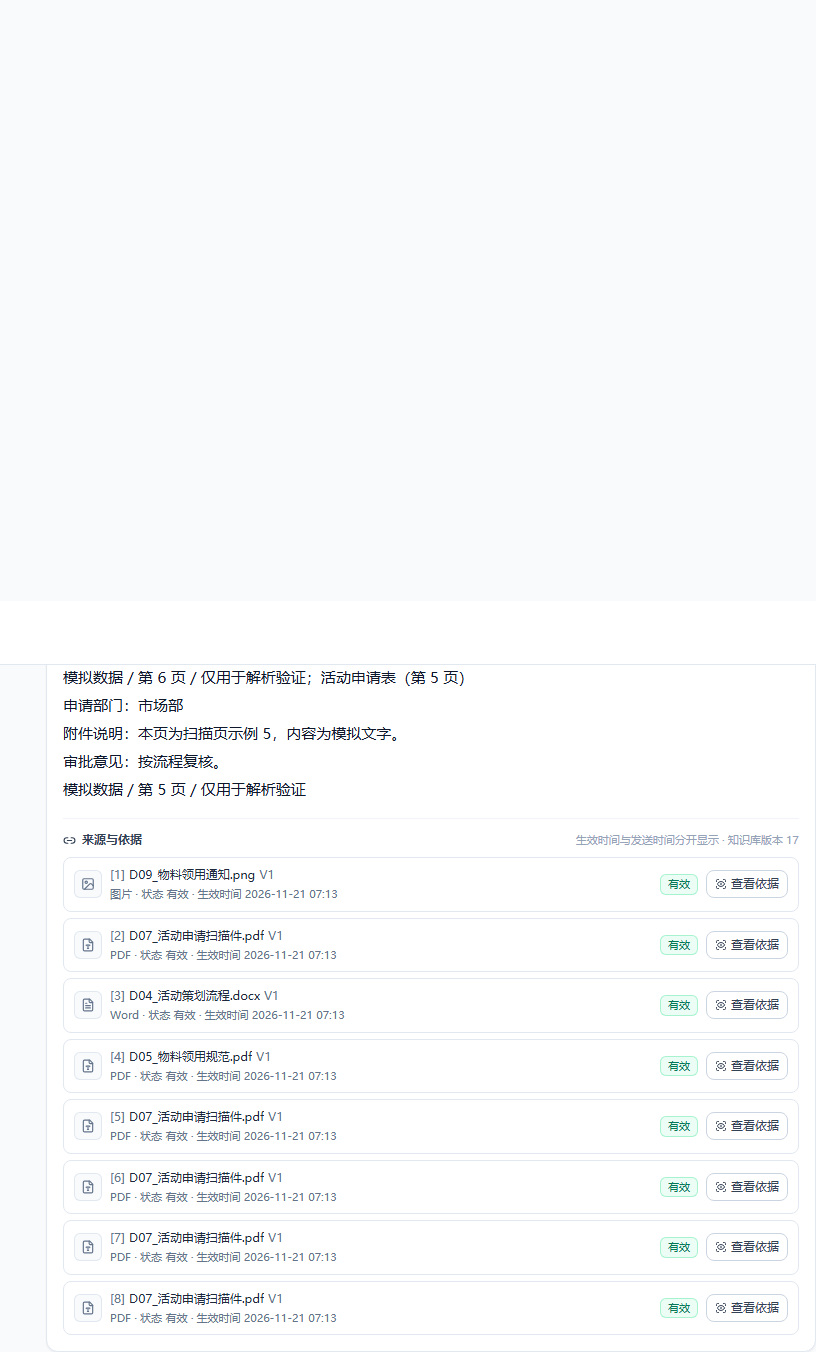 模拟数据 / 第 6 页 / 仅用于解析验证；活动申请表（第 5 页）
申请部门：市场部
附件说明：本页为扫描页示例 5，内容为模拟文字。
审批意见：按流程复核。
模拟数据 / 第 5 页 / 仅用于解析验证
来源与依据 生效时间与发送时间分开显示 · 知识库版本 17
[1] D09_物料领用通知.png V1
图片 · 状态 有效 · 生效时间 2026-11-21 07:13
有效 查看依据
[2] D07_活动申请扫描件.pdf V1
PDF · 状态 有效 · 生效时间 2026-11-21 07:13
有效 查看依据
[3] D04_活动策划流程.docx V1
Word · 状态 有效 · 生效时间 2026-11-21 07:13
有效 查看依据
[4] D05_物料领用规范.pdf V1
PDF · 状态 有效 · 生效时间 2026-11-21 07:13
有效 查看依据
[5] D07_活动申请扫描件.pdf V1
PDF · 状态 有效 · 生效时间 2026-11-21 07:13
有效 查看依据
[6] D07_活动申请扫描件.pdf V1
PDF · 状态 有效 · 生效时间 2026-11-21 07:13
有效 查看依据
[7] D07_活动申请扫描件.pdf V1
PDF · 状态 有效 · 生效时间 2026-11-21 07:13
有效 查看依据
[8] D07_活动申请扫描件.pdf V1
PDF · 状态 有效 · 生效时间 2026-11-21 07:13
有效 查看依据